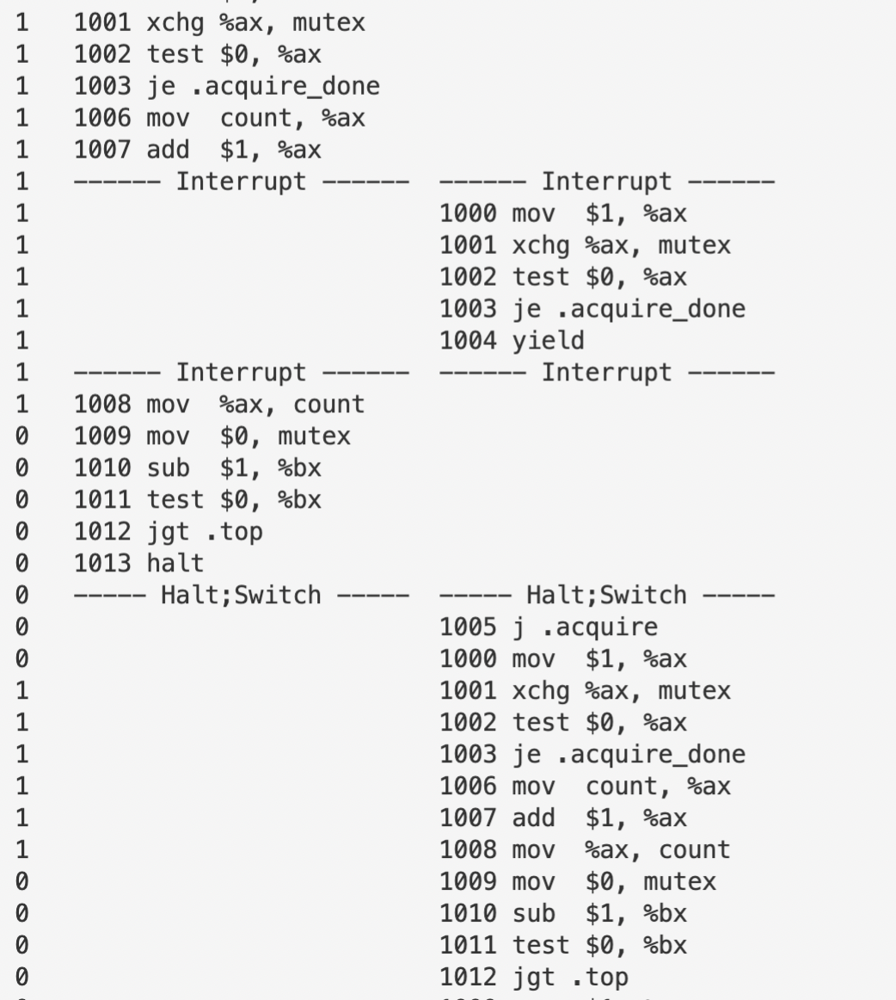 1   1001 xchg %ax, mutex
1   1002 test $0, %ax
1   1003 je .acquire_done
1   1006 mov  count, %ax
1   1007 add  $1, %ax
1   ------ Interrupt ------  ------ Interrupt ------
1                            1000 mov  $1, %ax
1                            1001 xchg %ax, mutex
1                            1002 test $0, %ax
1                            1003 je .acquire_done
1                            1004 yield
1   ------ Interrupt ------  ------ Interrupt ------
1   1008 mov  %ax, count
0   1009 mov  $0, mutex
0   1010 sub  $1, %bx
0   1011 test $0, %bx
0   1012 jgt .top
0   1013 halt
0   ----- Halt;Switch -----  ----- Halt;Switch -----
0                            1005 j .acquire
0                            1000 mov  $1, %ax
1                            1001 xchg %ax, mutex
1                            1002 test $0, %ax
1                            1003 je .acquire_done
1                            1006 mov  count, %ax
1                            1007 add  $1, %ax
1                            1008 mov  %ax, count
0                            1009 mov  $0, mutex
0                            1010 sub  $1, %bx
0                            1011 test $0, %bx
0                            1012 jgt .top